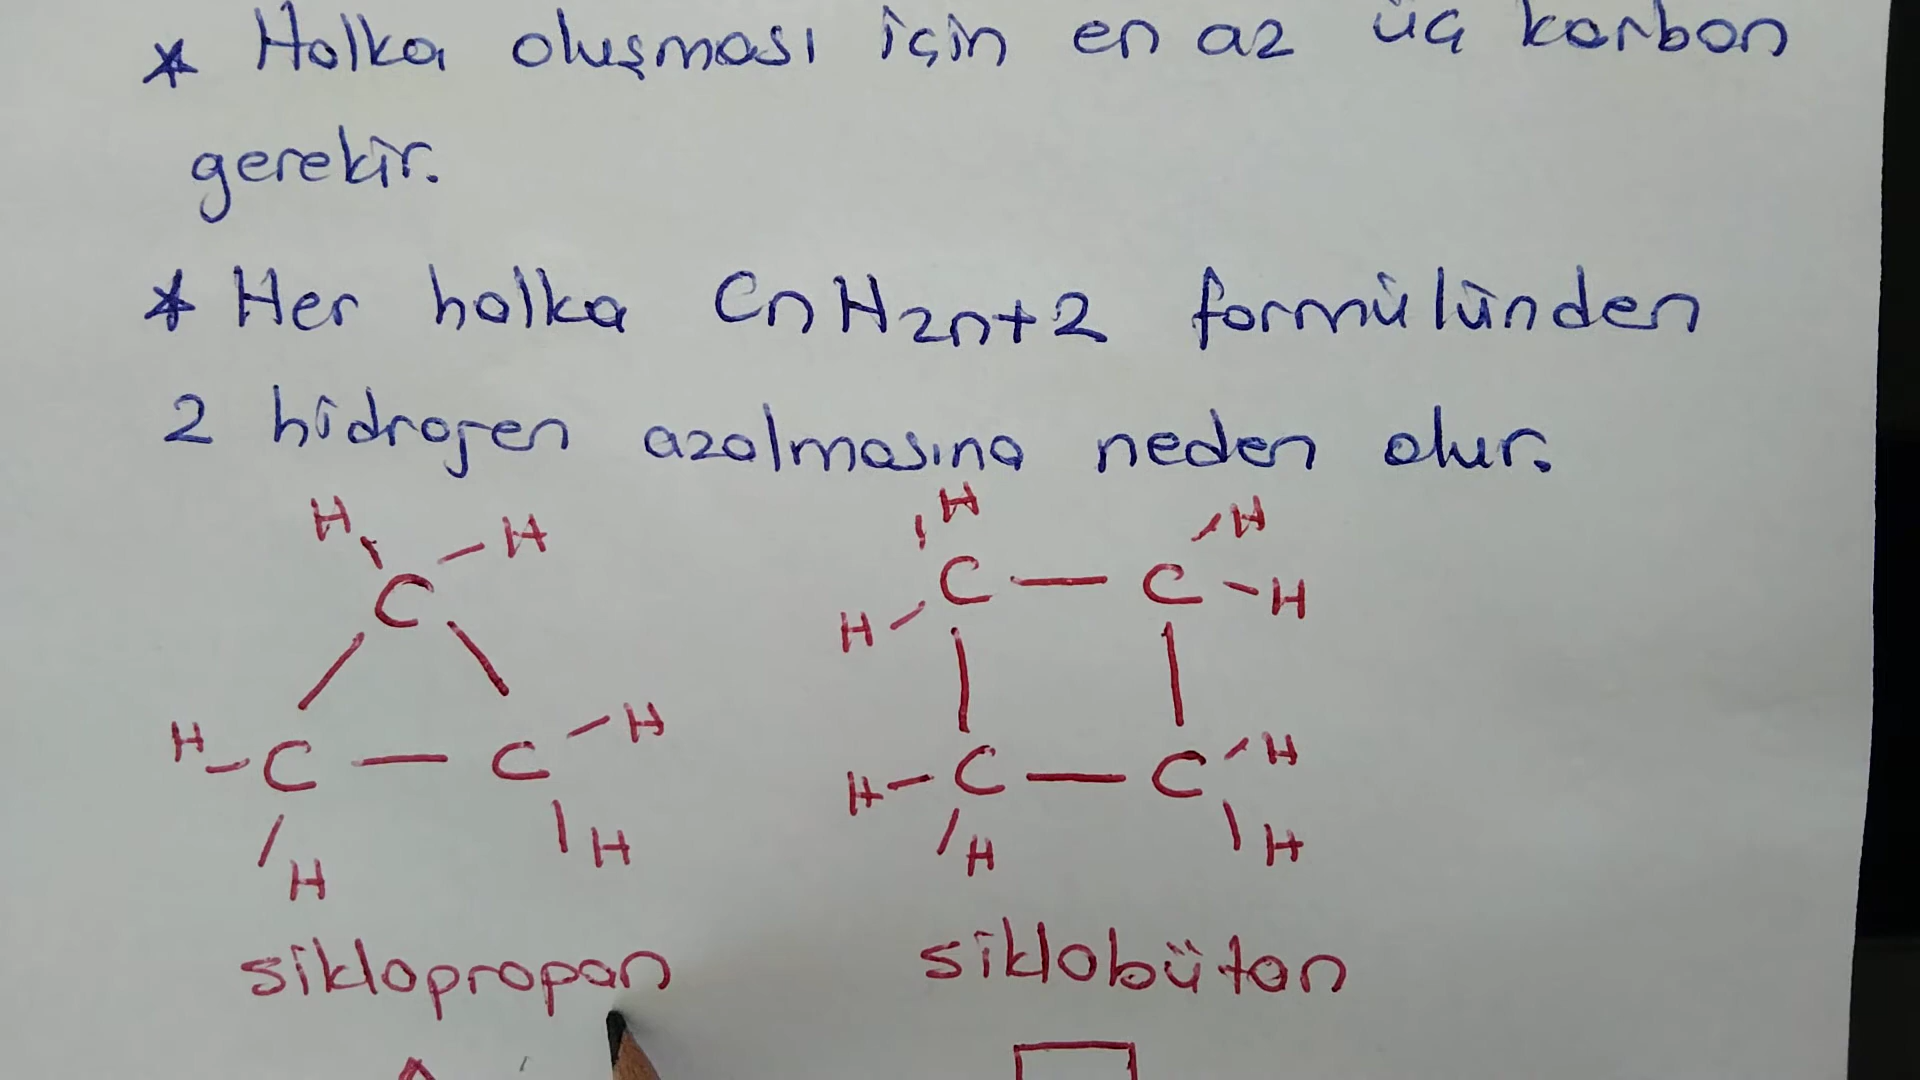 * Halka oluşması için en az üç karbon
gerekir.
* Her halka CnH2n+2 formülünden
2 hidrojen azalmasına neden olur.
H H H H
C C — C H
H
H C — C H H C — C H
H H H H
siklopropan siklobütan